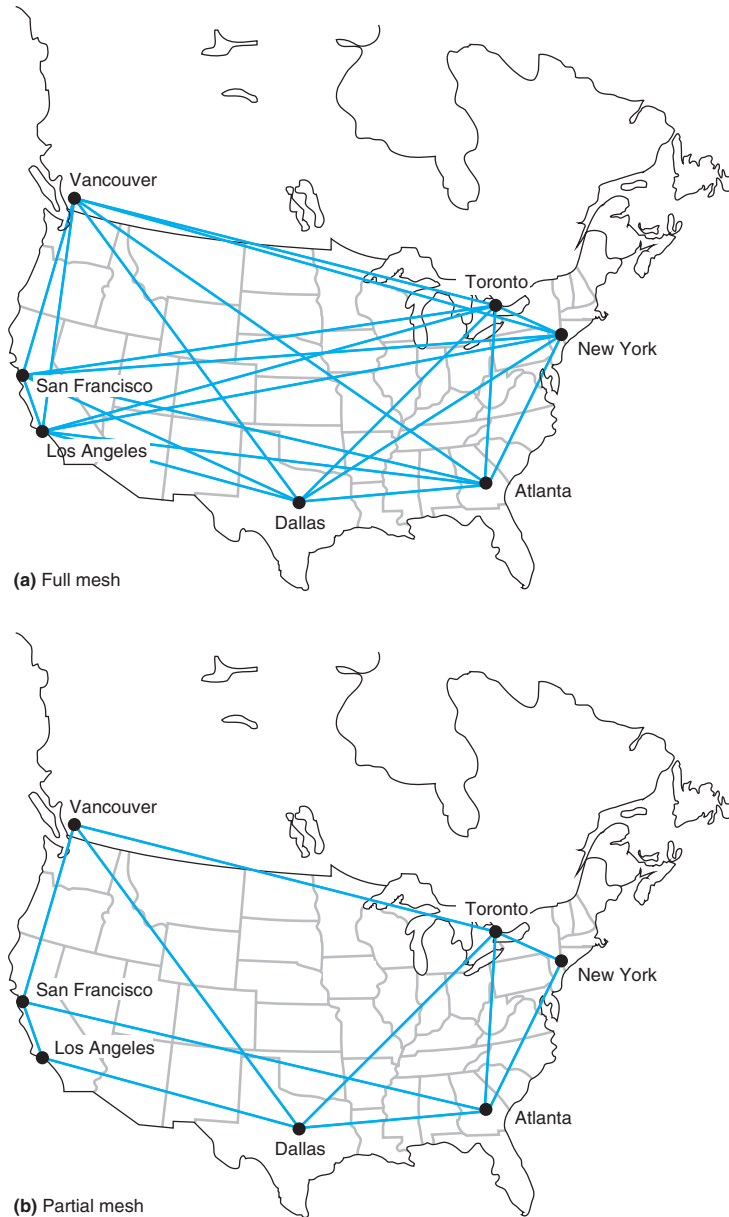 Vancouver
Toronto
New York
San Francisco
Los Angeles
Atlanta
Dallas
(a) Full mesh
Vancouver
Toronto
New York
San Francisco
Los Angeles
Atlanta
Dallas
(b) Partial mesh